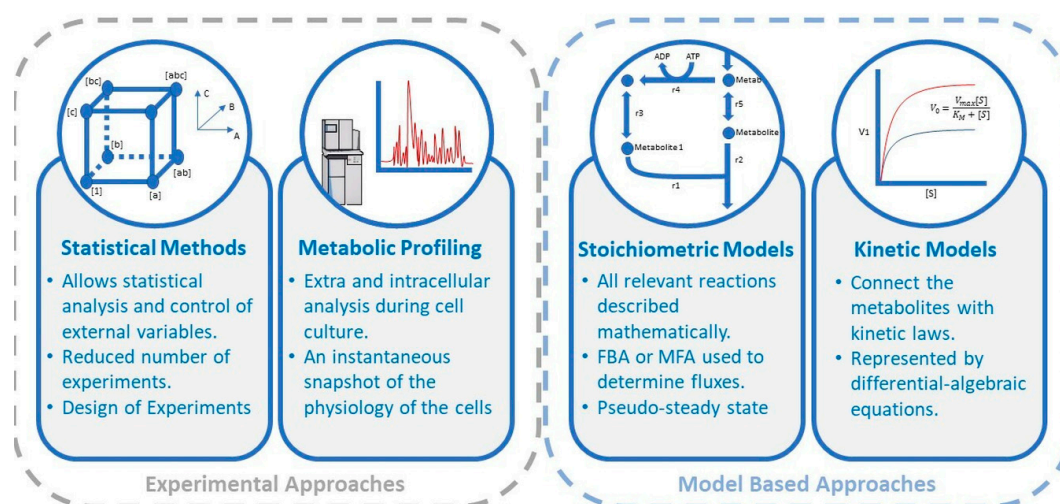 [bc]
[abc]
[c]
[b]
[ab]
[1]
[a]
C
B
A
Statistical Methods
• Allows statistical
analysis and control of
external variables.
• Reduced number of
experiments.
• Design of Experiments
Metabolic Profiling
• Extra and intracellular
analysis during cell
culture.
• An instantaneous
snapshot of the
physiology of the cells
Experimental Approaches
ADP ATP
Metab
r4
r5
r3
Metabolite
Metabolite 1
r2
r1
Stoichiometric Models
• All relevant reactions
described
mathematically.
• FBA or MFA used to
determine fluxes.
• Pseudo-steady state
V1
V₀ = Vmax[S] / KM + [S]
[S]
Kinetic Models
• Connect the
metabolites with
kinetic laws.
• Represented by
differential-algebraic
equations.
Model Based Approaches